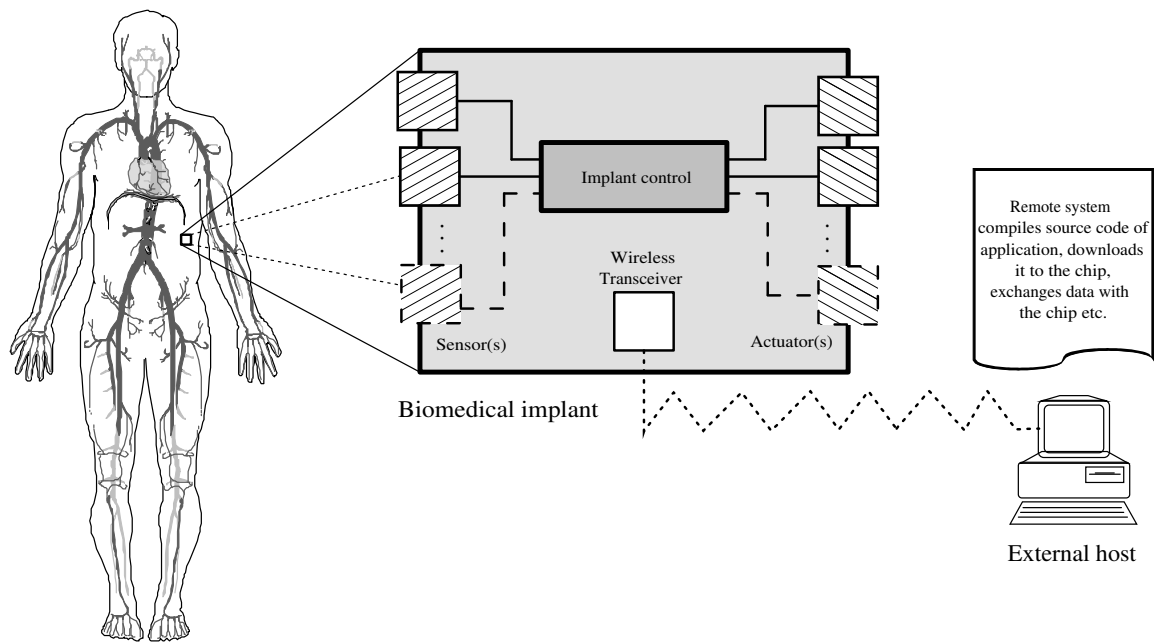 Implant control
Wireless
Transceiver
Sensor(s)
Actuator(s)
Biomedical implant
Remote system
compiles source code of
application, downloads
it to the chip,
exchanges data with
the chip etc.
External host